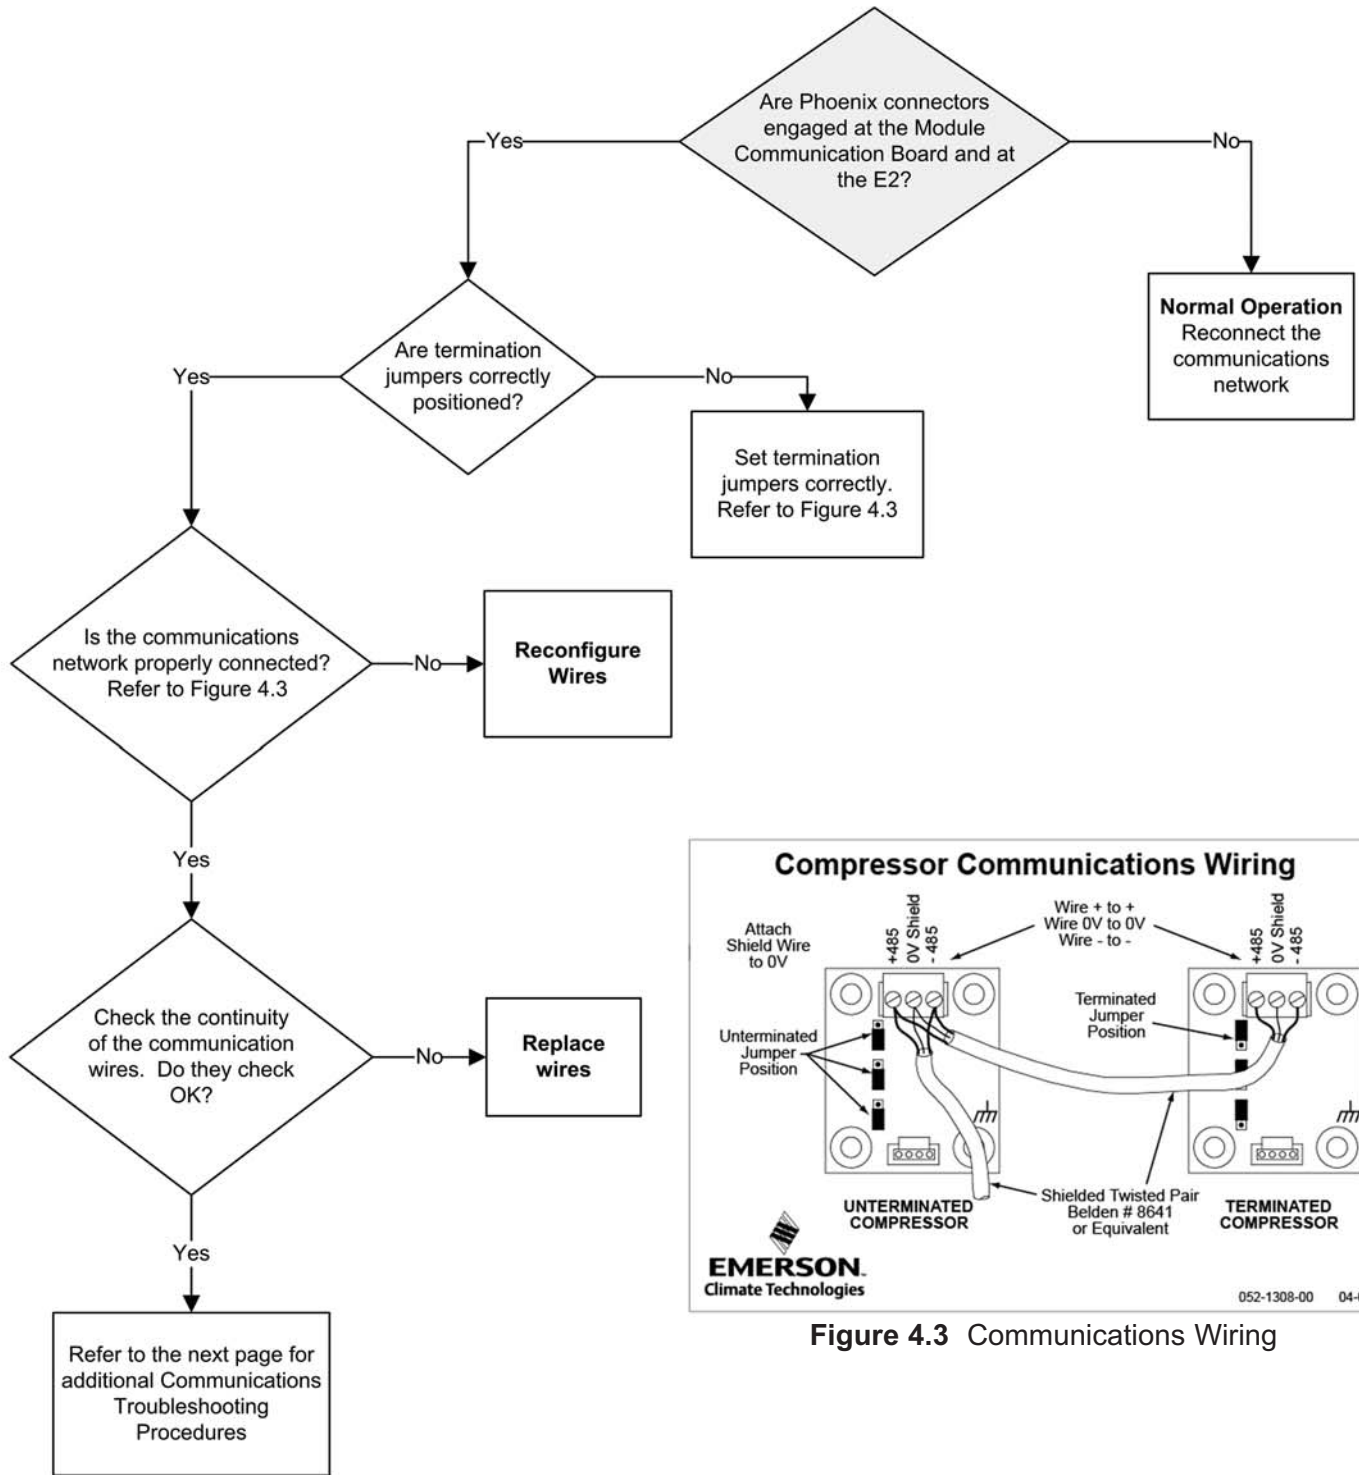 Are Phoenix connectors
engaged at the Module
Communication Board and at
the E2?
Yes
No
Normal Operation
Reconnect the
communications
network
Are termination
jumpers correctly
positioned?
Yes
No
Set termination
jumpers correctly.
Refer to Figure 4.3
Is the communications
network properly connected?
Refer to Figure 4.3
No
Reconfigure
Wires
Yes
Check the continuity
of the communication
wires. Do they check
OK?
No
Replace
wires
Yes
Refer to the next page for
additional Communications
Troubleshooting
Procedures
Compressor Communications Wiring
Attach
Shield Wire
to 0V
+485
0V Shield
- 485
Wire + to +
Wire 0V to 0V
Wire - to -
+485
0V Shield
- 485
Unterminated
Jumper
Position
Terminated
Jumper
Position
UNTERMINATED
COMPRESSOR
Shielded Twisted Pair
Belden # 8641
or Equivalent
TERMINATED
COMPRESSOR
EMERSON™
Climate Technologies
052-1308-00
Figure 4.3 Communications Wiring